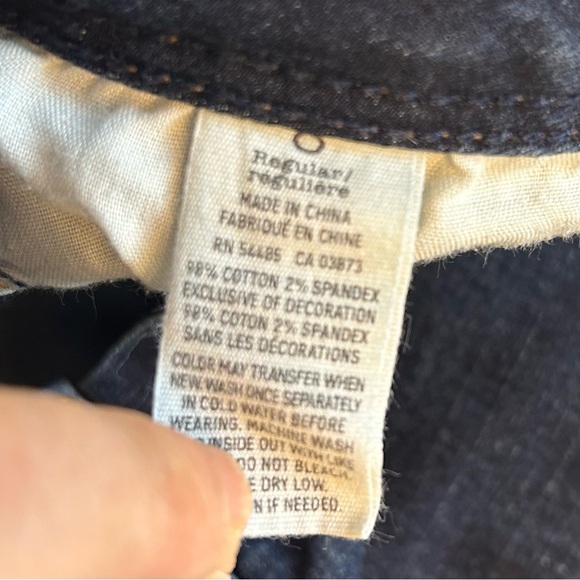 Regular/
régulière
MADE IN CHINA
FABRIQUÉ EN CHINE
RN 54485 CA 03873
98% COTTON 2% SPANDEX
EXCLUSIVE OF DECORATION
98% COTON 2% SPANDEX
SANS LES DÉCORATIONS
COLOR MAY TRANSFER WHEN
NEW WASH ONCE SEPARATELY
IN COLD WATER BEFORE
WEARING. MACHINE WASH
INSIDE OUT WITH LIKE
DO NOT BLEACH.
DRY LOW.
IF NEEDED.